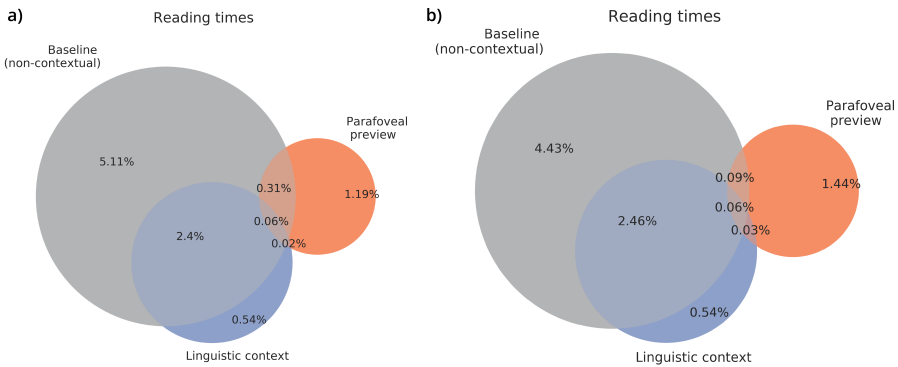 a)
Reading times
Baseline
(non-contextual)
Parafoveal
preview
5.11%
0.31%
1.19%
0.06%
2.4%
0.02%
0.54%
Linguistic context
b)
Reading times
Baseline
(non-contextual)
Parafoveal
preview
4.43%
0.09%
1.44%
0.06%
2.46%
0.03%
0.54%
Linguistic context